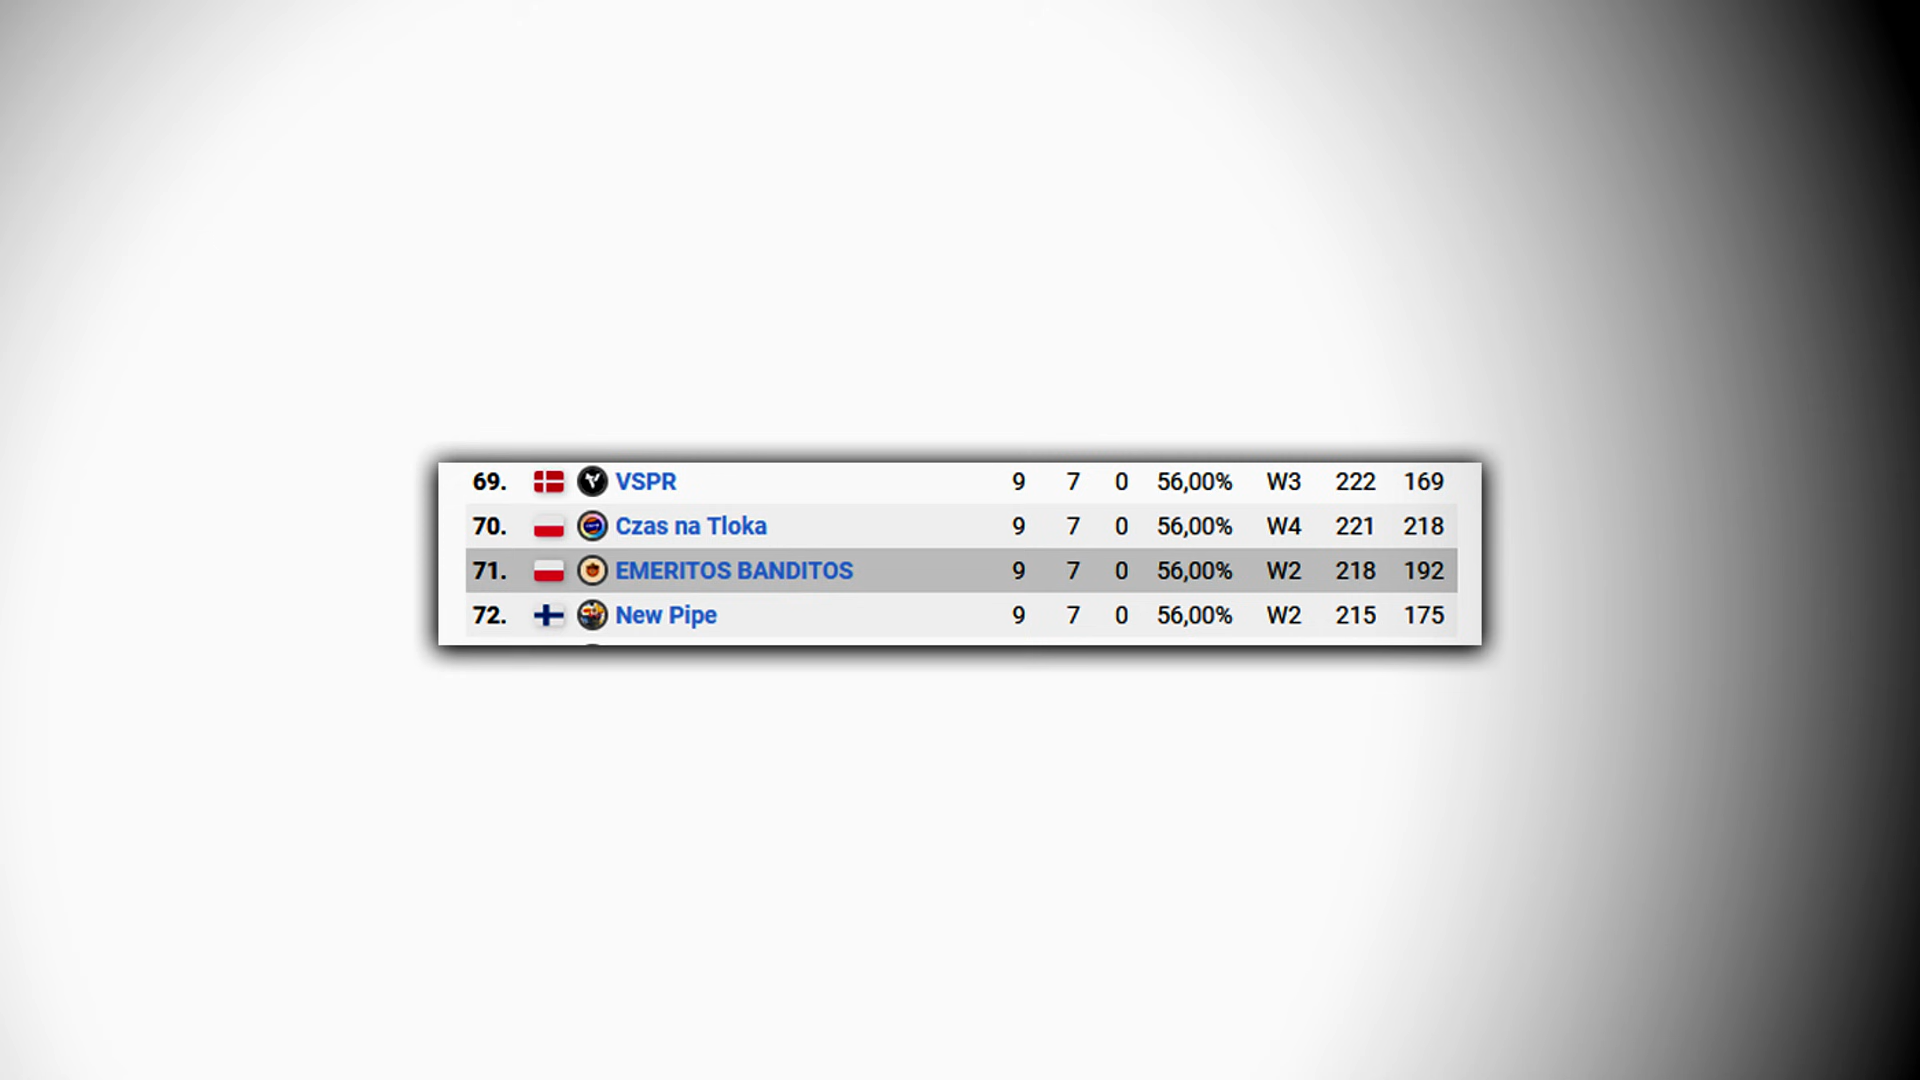 69. VSPR 9 7 0 56,00% W3 222 169
70. Czas na Tloka 9 7 0 56,00% W4 221 218
71. EMERITOS BANDITOS 9 7 0 56,00% W2 218 192
72. New Pipe 9 7 0 56,00% W2 215 175